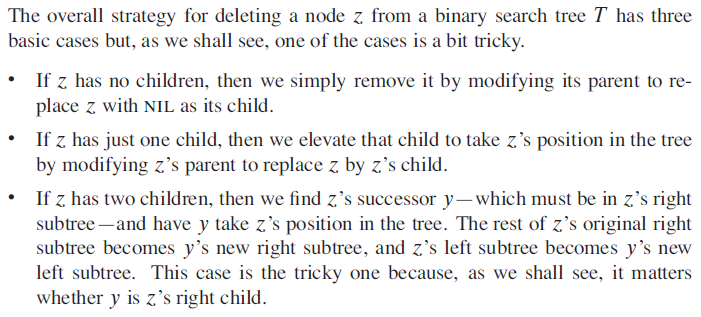 The overall strategy for deleting a node z from a binary search tree T has three
basic cases but, as we shall see, one of the cases is a bit tricky.
• If z has no children, then we simply remove it by modifying its parent to re-
place z with NIL as its child.
• If z has just one child, then we elevate that child to take z’s position in the tree
by modifying z’s parent to replace z by z’s child.
• If z has two children, then we find z’s successor y—which must be in z’s right
subtree—and have y take z’s position in the tree. The rest of z’s original right
subtree becomes y’s new right subtree, and z’s left subtree becomes y’s new
left subtree. This case is the tricky one because, as we shall see, it matters
whether y is z’s right child.